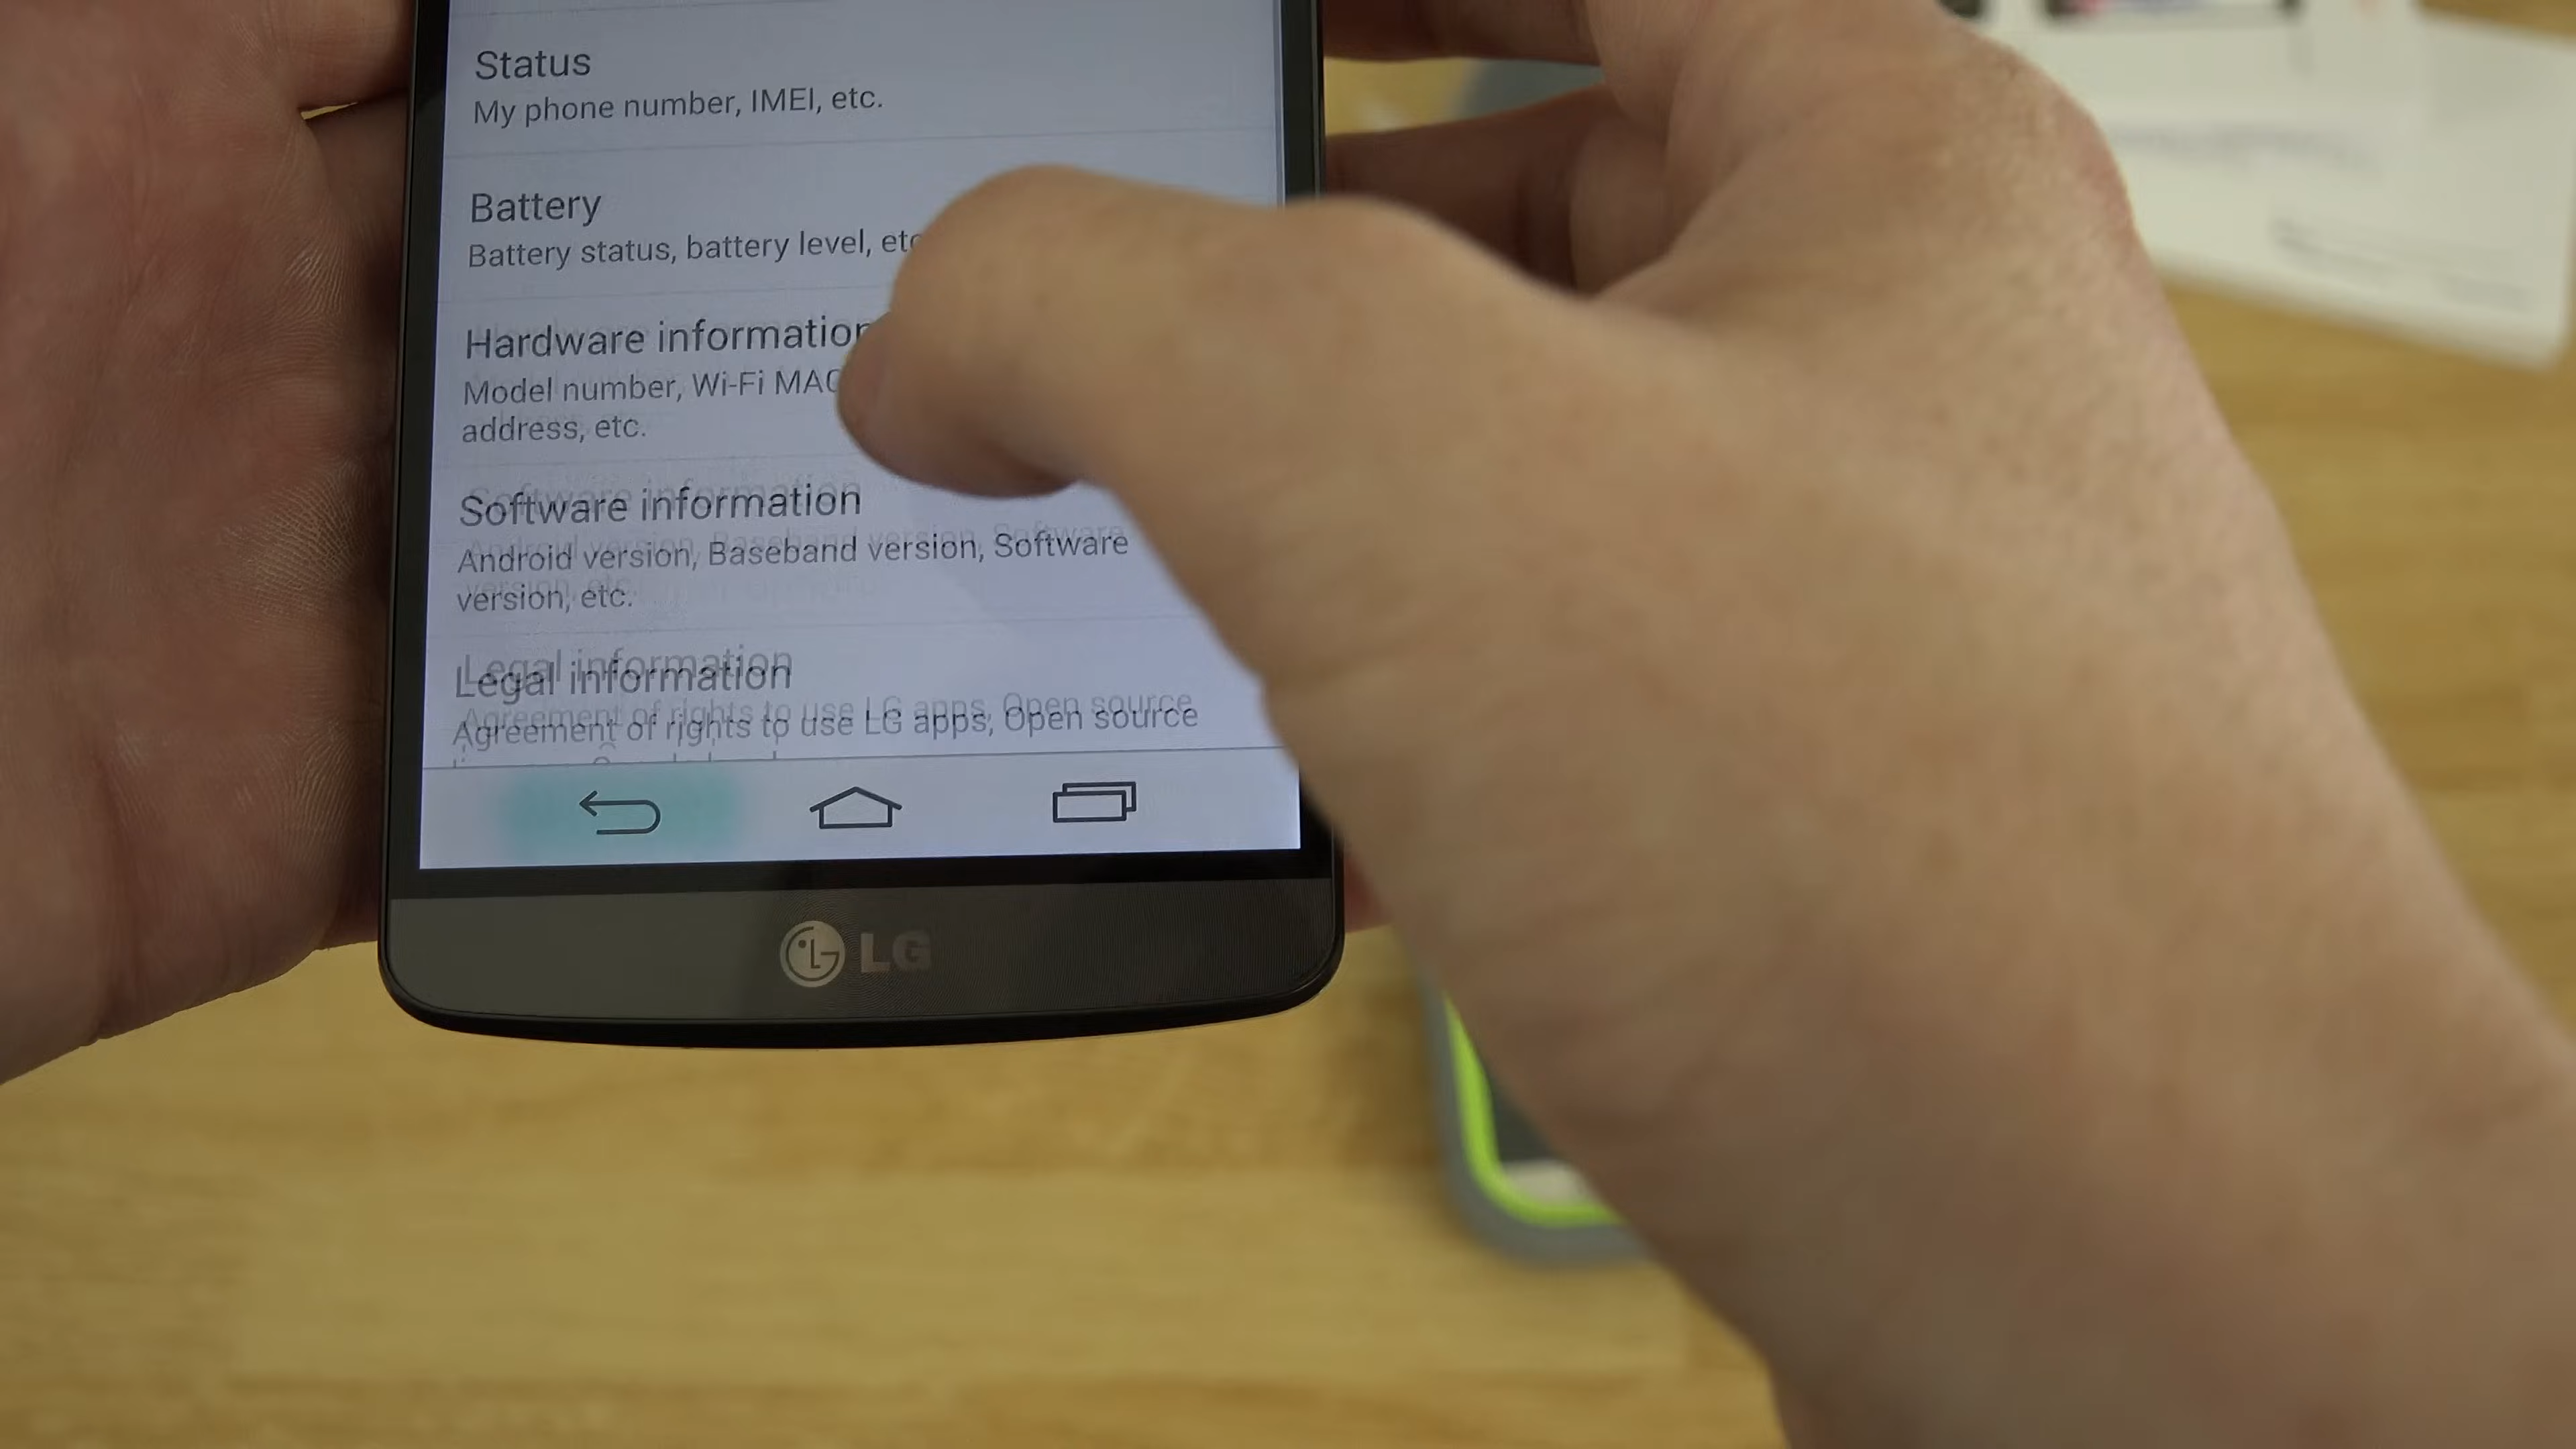 Status
My phone number, IMEI, etc.
Battery
Battery status, battery level, etc
Hardware information
Model number, Wi-Fi MAC
address, etc.
Software information
Android version, Baseband version, Software
version, etc.
Legal information
Agreement of rights to use LG apps, Open source
LG